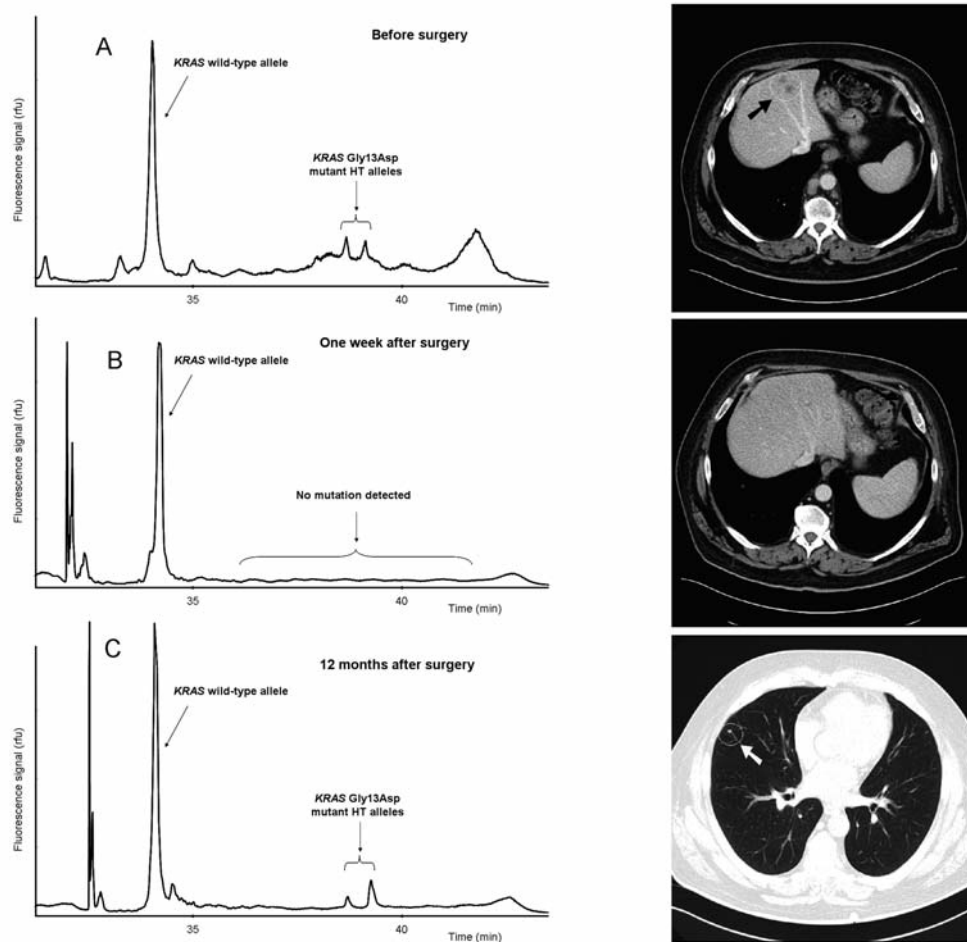 A
Before surgery
KRAS wild-type allele
KRAS Gly13Asp
mutant HT alleles
Fluorescence signal (rfu)
35
40
Time (min)
B
One week after surgery
KRAS wild-type allele
No mutation detected
Fluorescence signal (rfu)
35
40
Time (min)
C
12 months after surgery
KRAS wild-type allele
KRAS Gly13Asp
mutant HT alleles
Fluorescence signal (rfu)
35
40
Time (min)